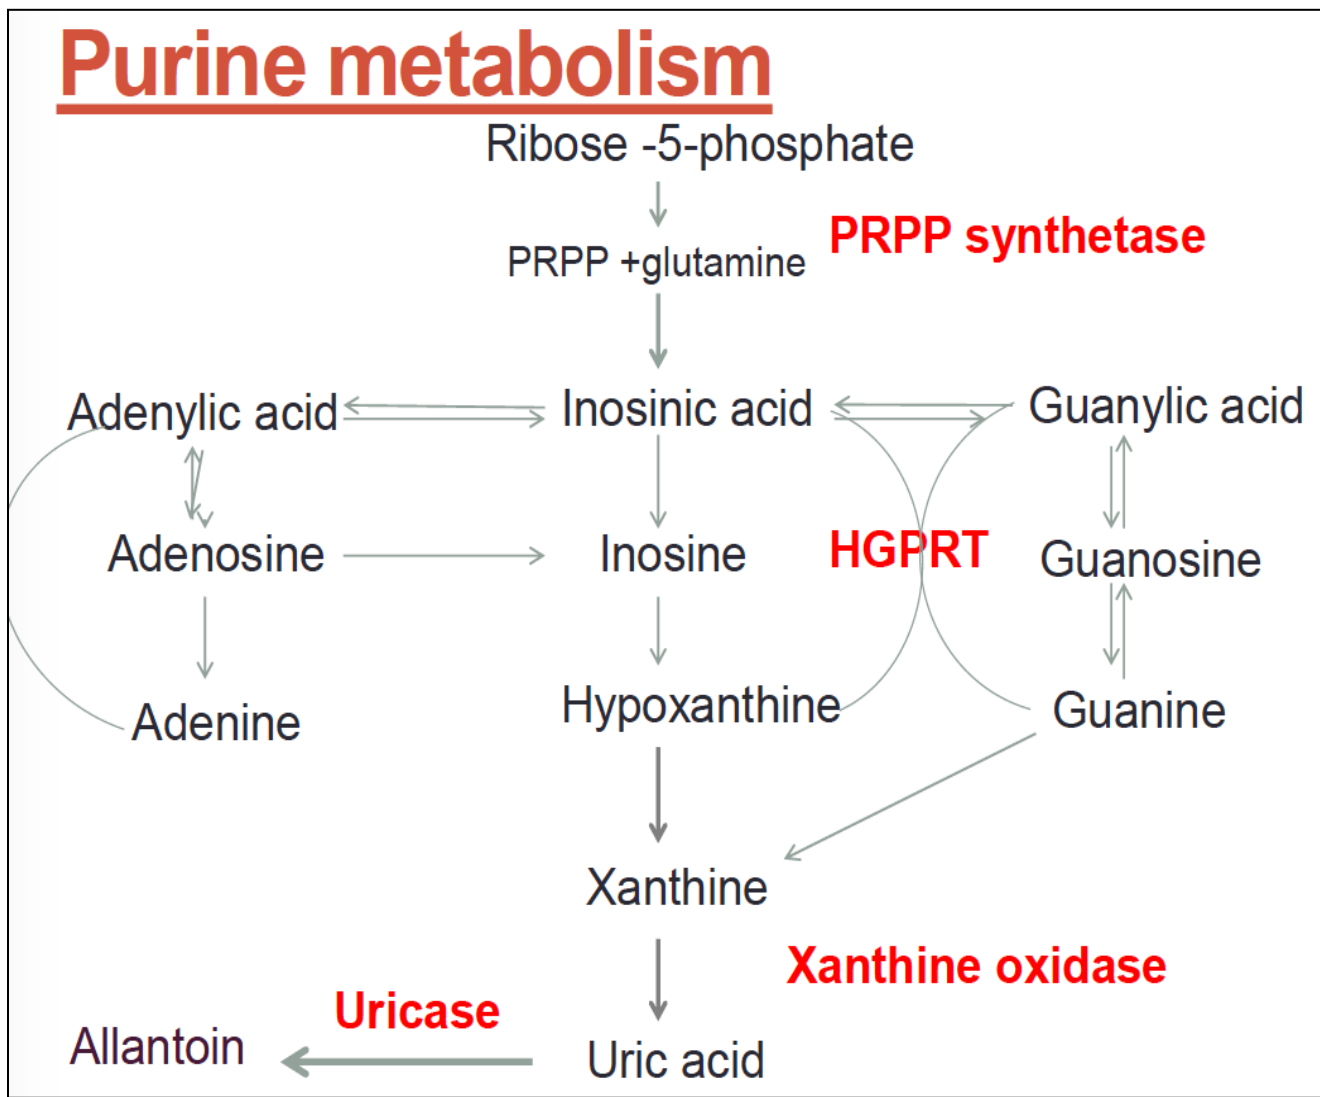 Purine metabolism
Ribose -5-phosphate
PRPP synthetase
PRPP +glutamine
Adenylic acid
Inosinic acid
Guanylic acid
Adenosine
Inosine
HGPRT
Guanosine
Adenine
Hypoxanthine
Guanine
Xanthine
Xanthine oxidase
Uricase
Allantoin
Uric acid